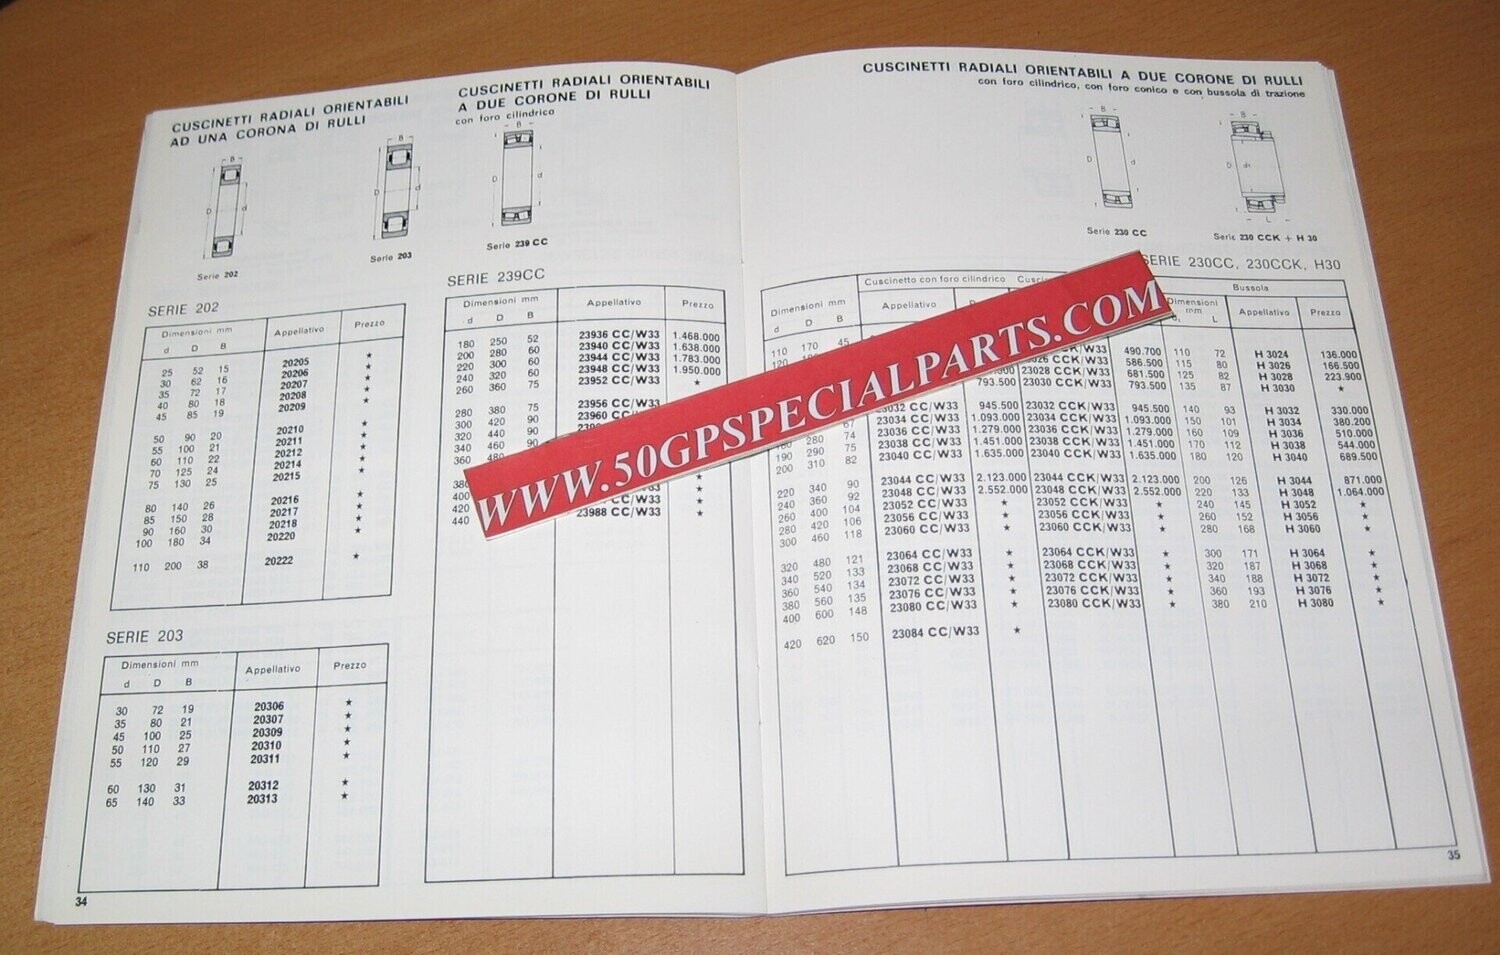 CUSCINETTI RADIALI ORIENTABILI
AD UNA CORONA DI RULLI
B
D
d
Serie 202
B
D
d
Serie 203
SERIE 202
Dimensioni mm Appellativo Prezzo
d D B
25 52 15 20205 ★
30 62 16 20206 ★
35 72 17 20207 ★
40 80 18 20208 ★
45 85 19 20209 ★
50 90 20 20210 ★
55 100 21 20211 ★
60 110 22 20212 ★
70 125 24 20214 ★
75 130 25 20215 ★
80 140 26 20216 ★
85 150 28 20217 ★
90 160 30 20218 ★
100 180 34 20220 ★
110 200 38 20222 ★
SERIE 203
Dimensioni mm Appellativo Prezzo
d D B
30 72 19 20306 ★
35 80 21 20307 ★
45 100 25 20309 ★
50 110 27 20310 ★
55 120 29 20311 ★
60 130 31 20312 ★
65 140 33 20313 ★
34
CUSCINETTI RADIALI ORIENTABILI
A DUE CORONE DI RULLI
con foro cilindrico
B
D
d
Serie 239 CC
SERIE 239CC
Dimensioni mm Appellativo Prezzo
d D B
180 250 52 23936 CC/W33 1.468.000
200 280 60 23940 CC/W33 1.638.000
220 300 60 23944 CC/W33 1.783.000
240 320 60 23948 CC/W33 1.950.000
260 360 75 23952 CC/W33 ★
280 380 75 23956 CC/W33
300 420 90 23960
320 440 90
340 460 90
360 480
380
400
420 CC/W33 ★
440 23988 CC/W33 ★
WWW.50GPSPECIALPARTS.COM
CUSCINETTI RADIALI ORIENTABILI A DUE CORONE DI RULLI
con foro cilindrico, con foro conico e con bussola di trazione
B
D
d
Serie 230 CC
B
D
d1
L
Serie 230 CCK + H 30
SERIE 230CC, 230CCK, H30
Dimensioni mm Cuscinetto con foro cilindrico Dimensioni mm Bussola
d D B Appellativo L Appellativo Prezzo
110 170 45 CCK/W33 490.700 110 72 H 3024 136.000
120 CCK/W33 586.500 115 80 H 3026 166.500
23028 CCK/W33 681.500 125 82 H 3028 223.900
793.500 23030 CCK/W33 793.500 135 87 H 3030 ★
23032 CC/W33 945.500 23032 CCK/W33 945.500 140 93 H 3032 330.000
67 23034 CC/W33 1.093.000 23034 CCK/W33 1.093.000 150 101 H 3034 380.200
280 74 23036 CC/W33 1.279.000 23036 CCK/W33 1.279.000 160 109 H 3036 510.000
190 290 75 23038 CC/W33 1.451.000 23038 CCK/W33 1.451.000 170 112 H 3038 544.000
200 310 82 23040 CC/W33 1.635.000 23040 CCK/W33 1.635.000 180 120 H 3040 689.500
220 340 90 23044 CC/W33 2.123.000 23044 CCK/W33 2.123.000 200 126 H 3044 871.000
240 360 92 23048 CC/W33 2.552.000 23048 CCK/W33 2.552.000 220 133 H 3048 1.064.000
260 400 104 23052 CC/W33 ★ 23052 CCK/W33 ★ 240 145 H 3052 ★
280 420 106 23056 CC/W33 ★ 23056 CCK/W33 ★ 260 152 H 3056 ★
300 460 118 23060 CC/W33 ★ 23060 CCK/W33 ★ 280 168 H 3060 ★
320 480 121 23064 CC/W33 ★ 23064 CCK/W33 ★ 300 171 H 3064 ★
340 520 133 23068 CC/W33 ★ 23068 CCK/W33 ★ 320 187 H 3068 ★
360 540 134 23072 CC/W33 ★ 23072 CCK/W33 ★ 340 188 H 3072 ★
380 560 135 23076 CC/W33 ★ 23076 CCK/W33 ★ 360 193 H 3076 ★
400 600 148 23080 CC/W33 ★ 23080 CCK/W33 ★ 380 210 H 3080 ★
420 620 150 23084 CC/W33 ★
35